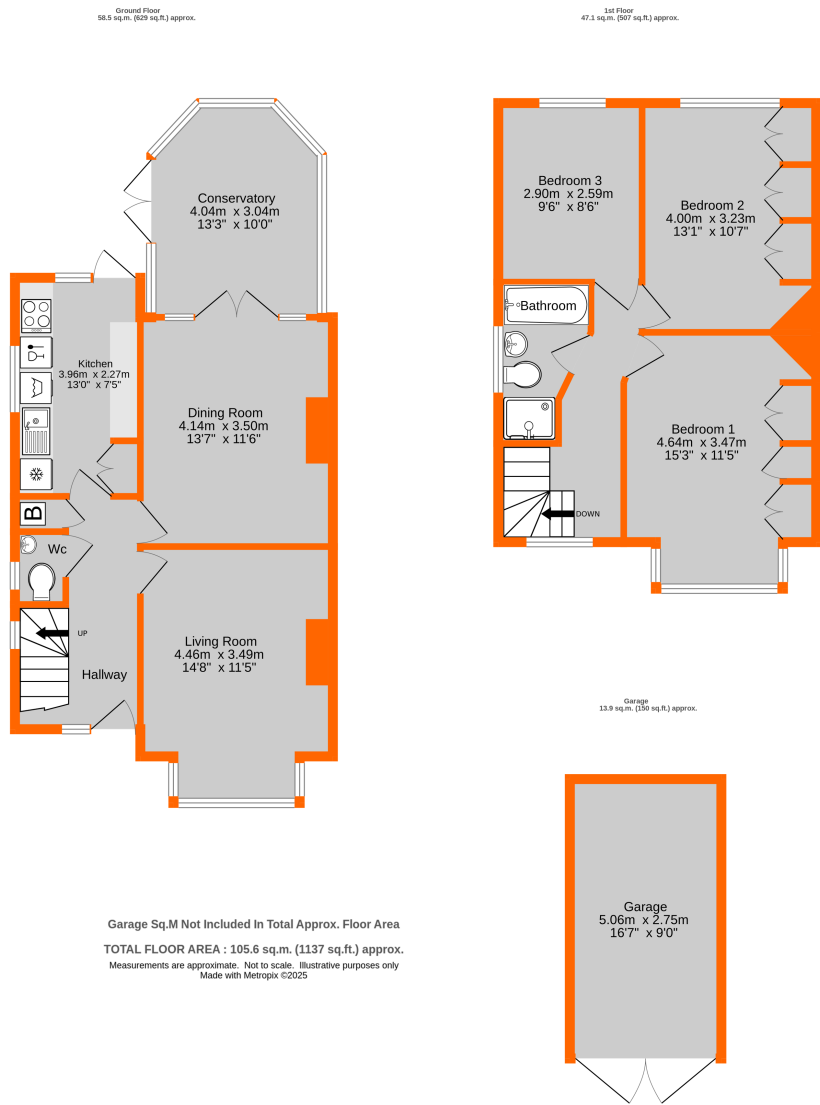 Ground Floor
58.5 sq.m. (629 sq.ft.) approx.
1st Floor
47.1 sq.m. (507 sq.ft.) approx.
Conservatory
4.04m x 3.04m
13'3" x 10'0"
Kitchen
3.96m x 2.27m
13'0" x 7'5"
Dining Room
4.14m x 3.50m
13'7" x 11'6"
B
Wc
UP
Hallway
Living Room
4.46m x 3.49m
14'8" x 11'5"
Bedroom 3
2.90m x 2.59m
9'6" x 8'6"
Bedroom 2
4.00m x 3.23m
13'1" x 10'7"
Bathroom
Bedroom 1
4.64m x 3.47m
15'3" x 11'5"
DOWN
Garage
13.9 sq.m. (150 sq.ft.) approx.
Garage
5.06m x 2.75m
16'7" x 9'0"
Garage Sq.M Not Included In Total Approx. Floor Area
TOTAL FLOOR AREA : 105.6 sq.m. (1137 sq.ft.) approx.
Measurements are approximate. Not to scale. Illustrative purposes only
Made with Metropix ©2025